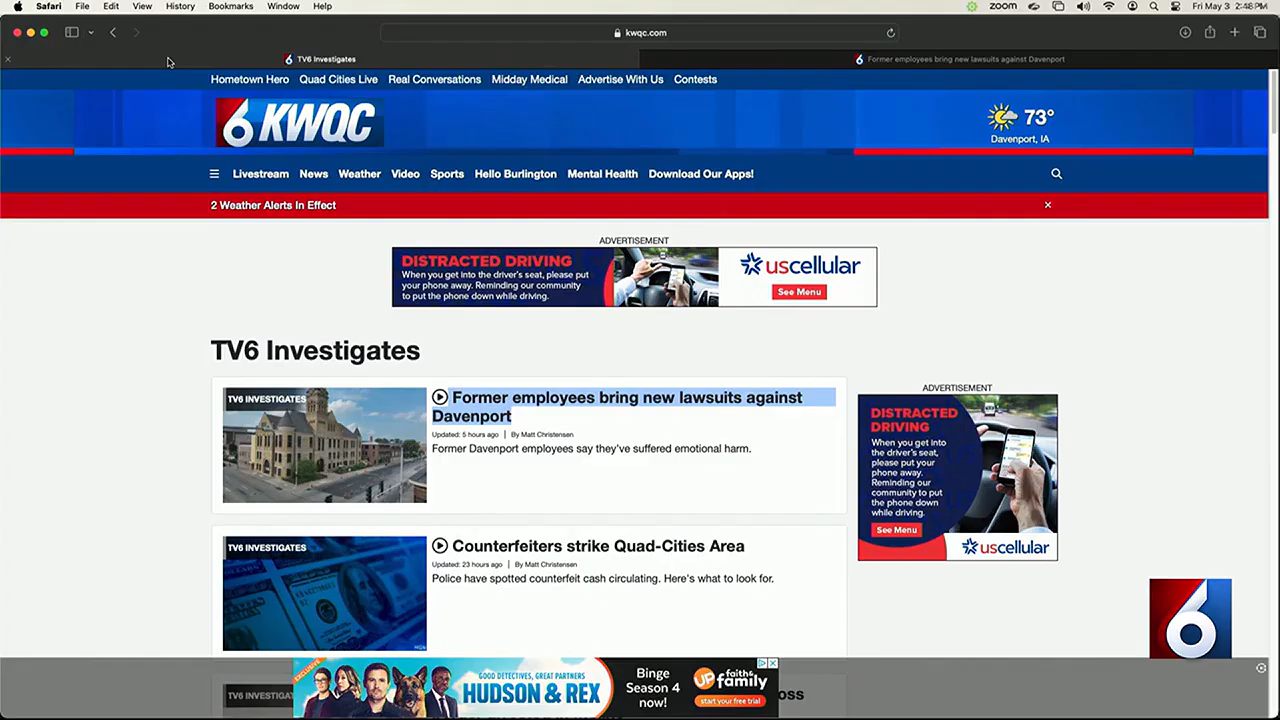 Safari File Edit View History Bookmarks Window Help zoom Fri May 3 2:48 PM
kwqc.com
TV6 Investigates
Former employees bring new lawsuits against Davenport
Hometown Hero Quad Cities Live Real Conversations Midday Medical Advertise With Us Contests
6 KWQC
73°
Davenport, IA
Livestream News Weather Video Sports Hello Burlington Mental Health Download Our Apps!
2 Weather Alerts In Effect
ADVERTISEMENT
DISTRACTED DRIVING
When you get into the driver's seat, please put
your phone away. Reminding our community
to put the phone down while driving.
uscellular
See Menu
TV6 Investigates
TV6 INVESTIGATES
Former employees bring new lawsuits against
Davenport
Updated: 5 hours ago | By Matt Christensen
Former Davenport employees say they've suffered emotional harm.
ADVERTISEMENT
DISTRACTED
DRIVING
When you get
into the driver's
seat, please put
your phone
away.
Reminding our
community to
put the phone
down while
driving.
See Menu
uscellular
TV6 INVESTIGATES
Counterfeiters strike Quad-Cities Area
Updated: 23 hours ago | By Matt Christensen
Police have spotted counterfeit cash circulating. Here's what to look for.
6
EXCLUSIVE
GOOD DETECTIVES, GREAT PARTNERS
HUDSON & REX
Binge
Season 4
now!
UP faith & family
start your free trial
TV6 INVESTIGATES